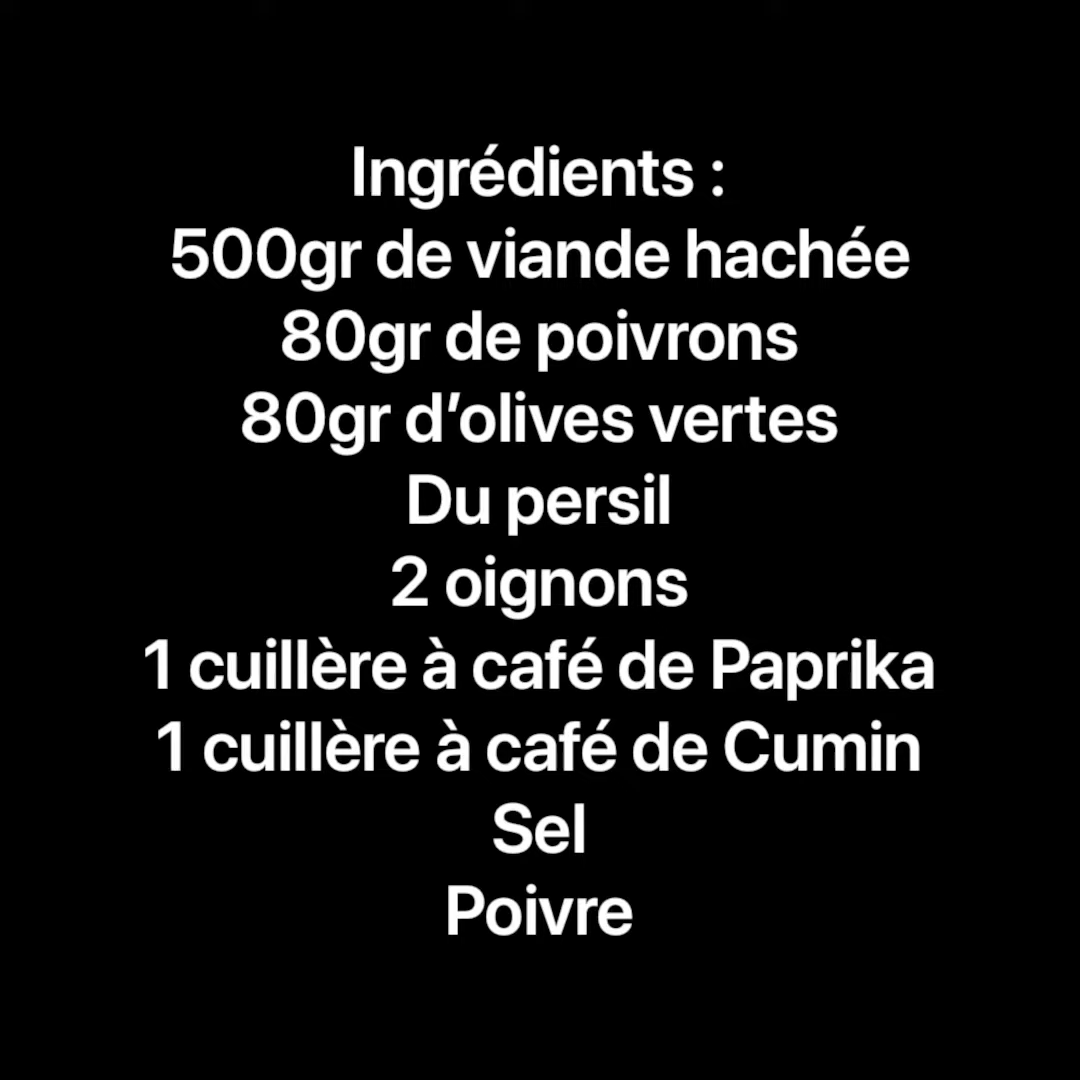 Ingrédients :
500gr de viande hachée
80gr de poivrons
80gr d’olives vertes
Du persil
2 oignons
1 cuillère à café de Paprika
1 cuillère à café de Cumin
Sel
Poivre